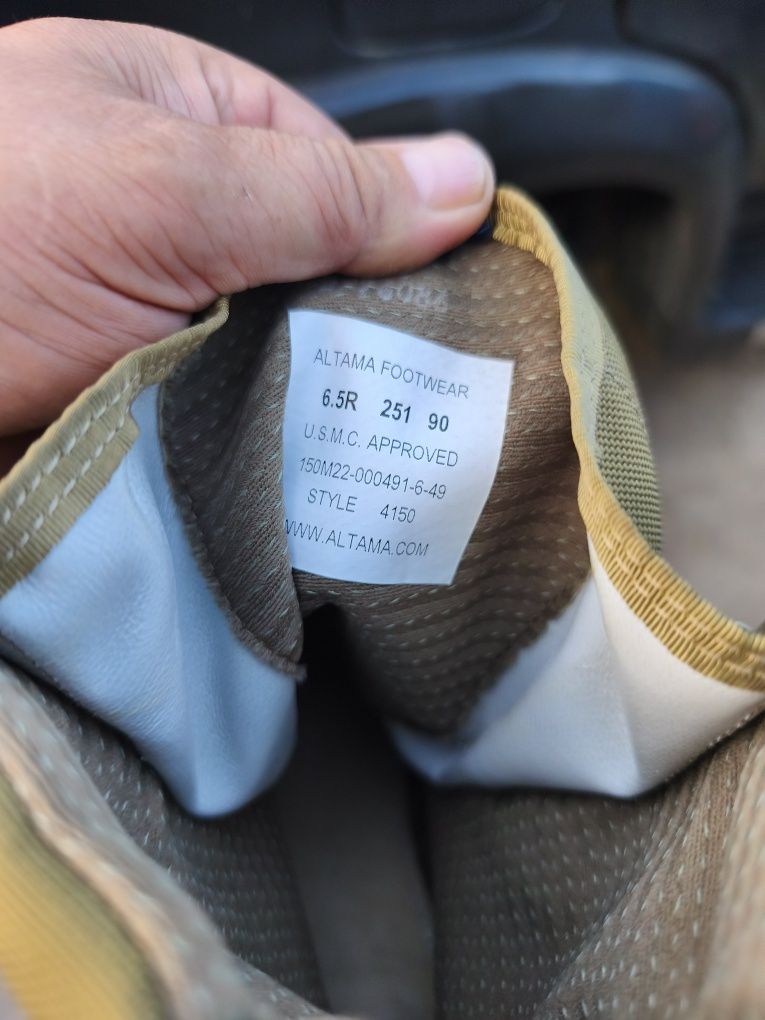 ALTAMA FOOTWEAR
6.5R 251 90
U.S.M.C. APPROVED
150M22-000491-6-49
STYLE 4150
WWW.ALTAMA.COM